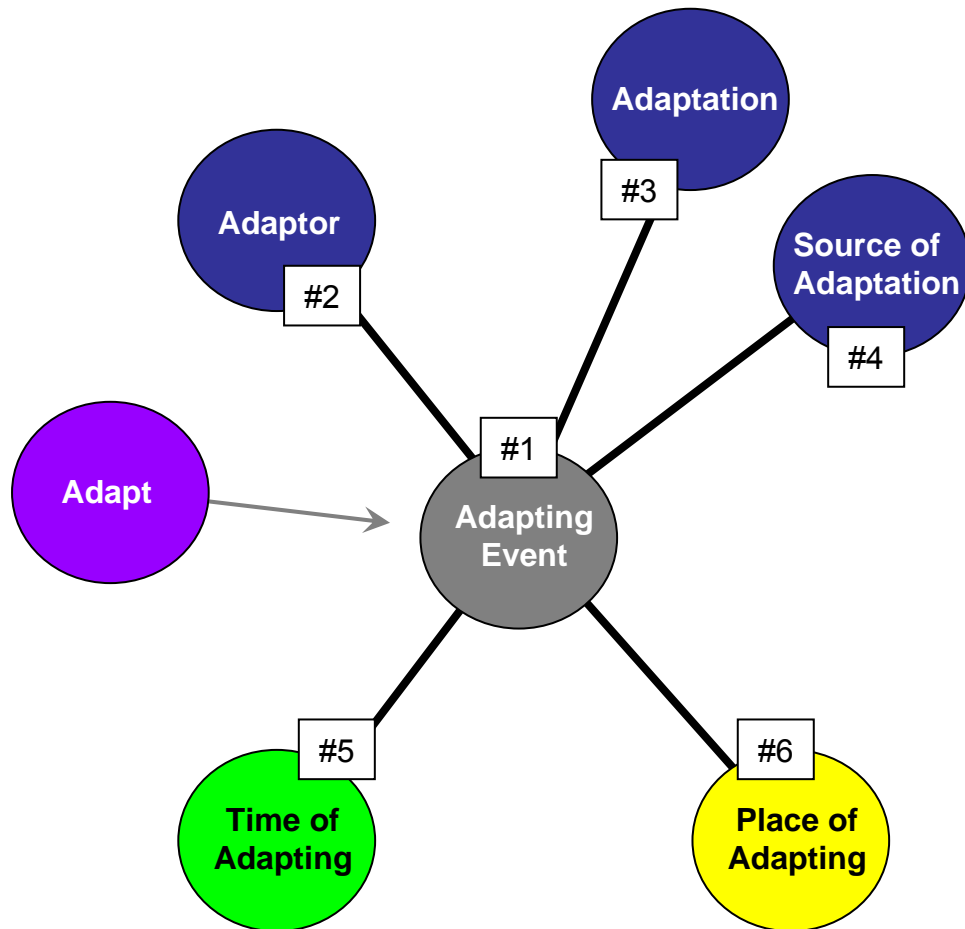 Adaptation
#3
Adaptor
#2
Source of
Adaptation
#4
#1
Adapt
Adapting
Event
#5
Time of
Adapting
#6
Place of
Adapting